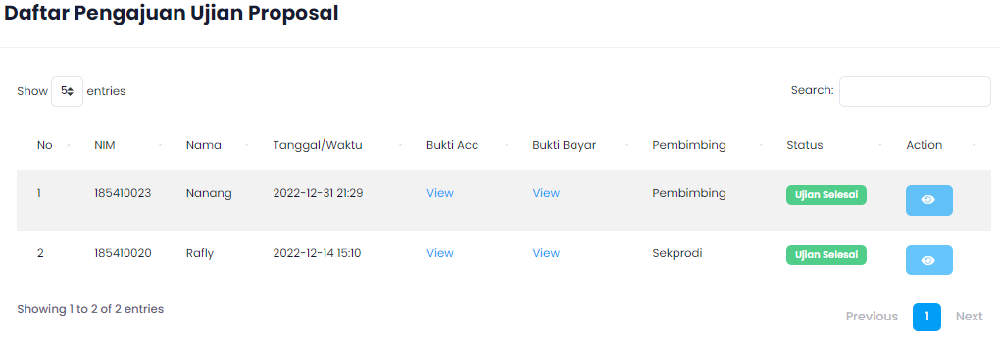 Daftar Pengajuan Ujian Proposal
Show 5 entries
Search:
No NIM Nama Tanggal/Waktu Bukti Acc Bukti Bayar Pembimbing Status Action
1 185410023 Nanang 2022-12-31 21:29 View View Pembimbing Ujian Selesai
2 185410020 Rafly 2022-12-14 15:10 View View Sekprodi Ujian Selesai
Showing 1 to 2 of 2 entries
Previous 1 Next